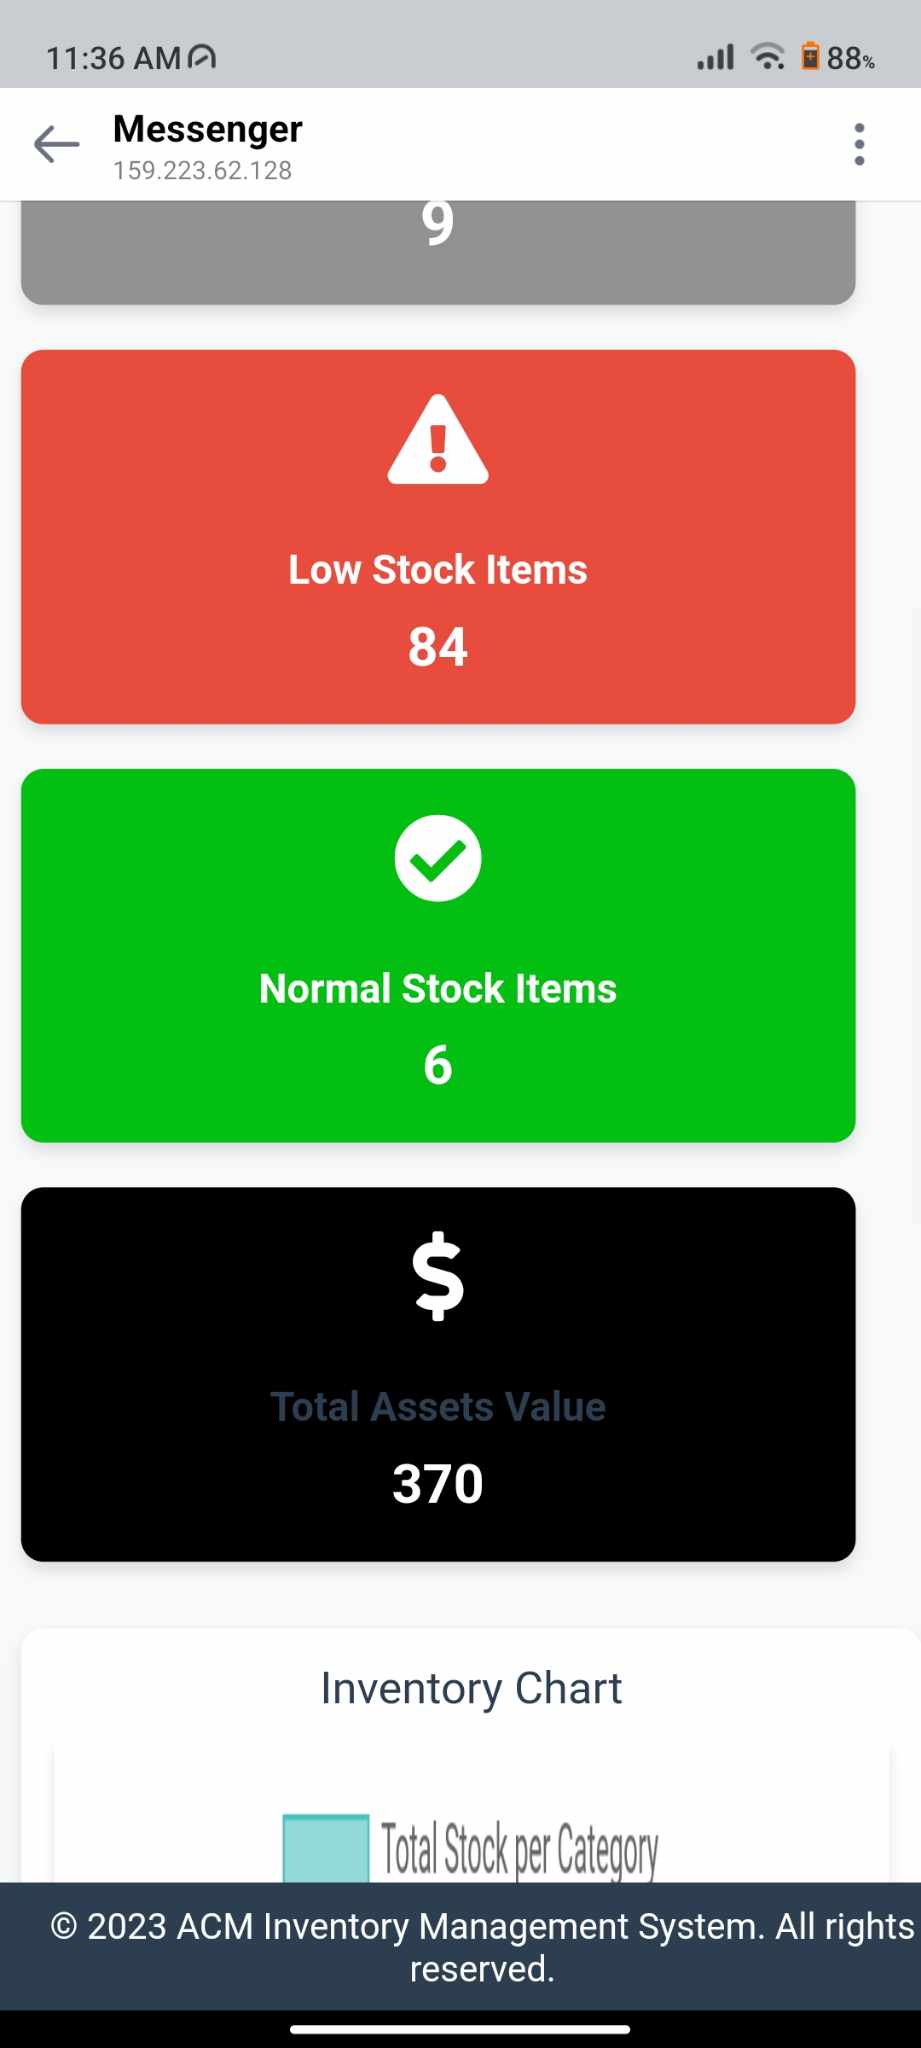 11:36 AM
88%
Messenger
159.223.62.128
9
Low Stock Items
84
Normal Stock Items
6
$
Total Assets Value
370
Inventory Chart
Total Stock per Category
© 2023 ACM Inventory Management System. All rights
reserved.